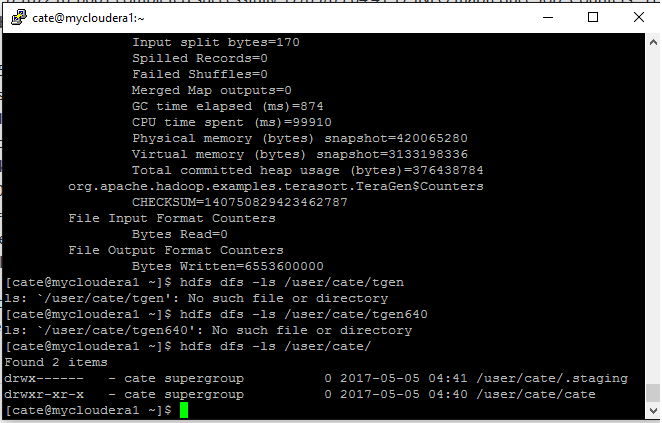 cate@mycloudera1:~
Input split bytes=170
Spilled Records=0
Failed Shuffles=0
Merged Map outputs=0
GC time elapsed (ms)=874
CPU time spent (ms)=99910
Physical memory (bytes) snapshot=420065280
Virtual memory (bytes) snapshot=3133198336
Total committed heap usage (bytes)=376438784
org.apache.hadoop.examples.terasort.TeraGen$Counters
CHECKSUM=140750829423462787
File Input Format Counters
Bytes Read=0
File Output Format Counters
Bytes Written=6553600000
[cate@mycloudera1 ~]$ hdfs dfs -ls /user/cate/tgen
ls: `/user/cate/tgen': No such file or directory
[cate@mycloudera1 ~]$ hdfs dfs -ls /user/cate/tgen640
ls: `/user/cate/tgen640': No such file or directory
[cate@mycloudera1 ~]$ hdfs dfs -ls /user/cate/
Found 2 items
drwx------   - cate supergroup          0 2017-05-05 04:41 /user/cate/.staging
drwxr-xr-x   - cate supergroup          0 2017-05-05 04:40 /user/cate/cate
[cate@mycloudera1 ~]$